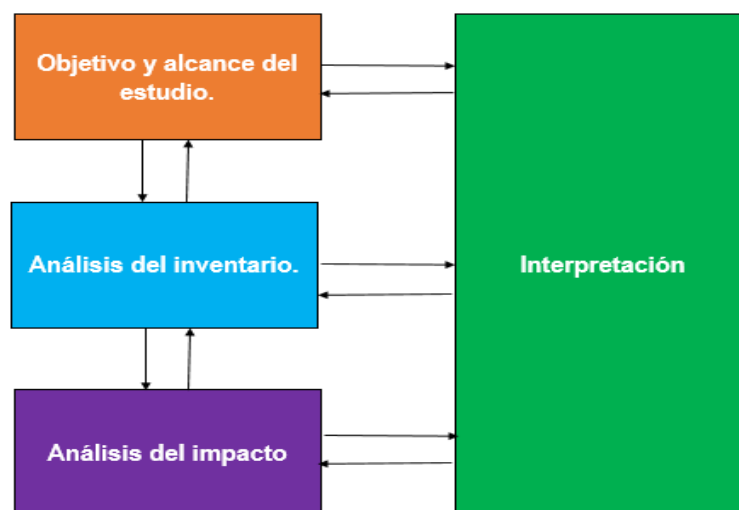 Objetivo y alcance del
estudio.
Análisis del inventario.
Interpretación
Análisis del impacto